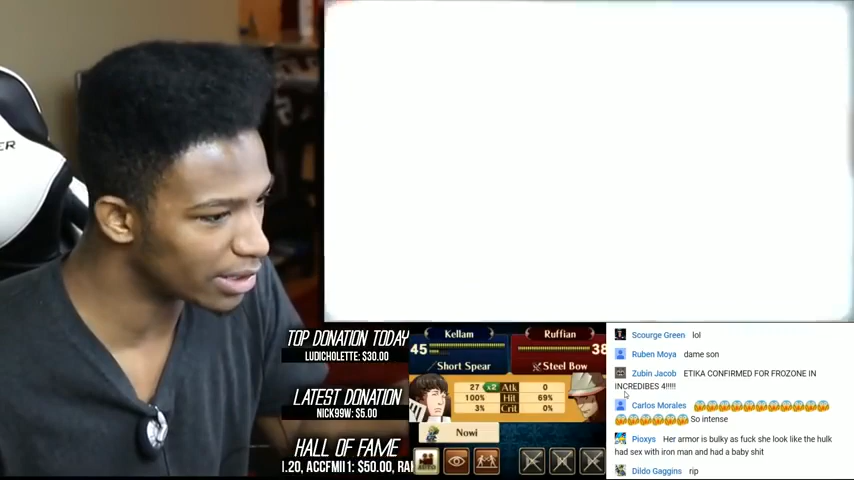 TOP DONATION TODAY
LUDICHOLETTE: $30.00
LATEST DONATION
NICK99W: $5.00
HALL OF FAME
1.20, ACCFMII1: $50.00, RA
Kellam
Ruffian
45
38
Short Spear
Steel Bow
27 x2 Atk 0
100% Hit 69%
3% Crit 0%
Nowi
Scourge Green lol
Ruben Moya dame son
Zubin Jacob ETIKA CONFIRMED FOR FROZONE IN
INCREDIBES 4!!!!!
Carlos Morales 😱😱😱😱😱😱😱😱😱😱😱😱
😱😱😱😱😱😱 So intense
Pioxys Her armor is bulky as fuck she look like the hulk
had sex with iron man and had a baby shit
Dildo Gaggins rip